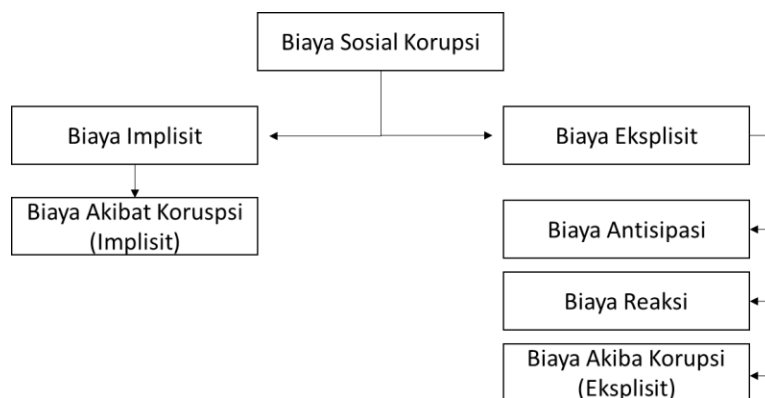 Biaya Sosial Korupsi
Biaya Implisit
Biaya Eksplisit
Biaya Akibat Koruspsi
(Implisit)
Biaya Antisipasi
Biaya Reaksi
Biaya Akiba Korupsi
(Eksplisit)